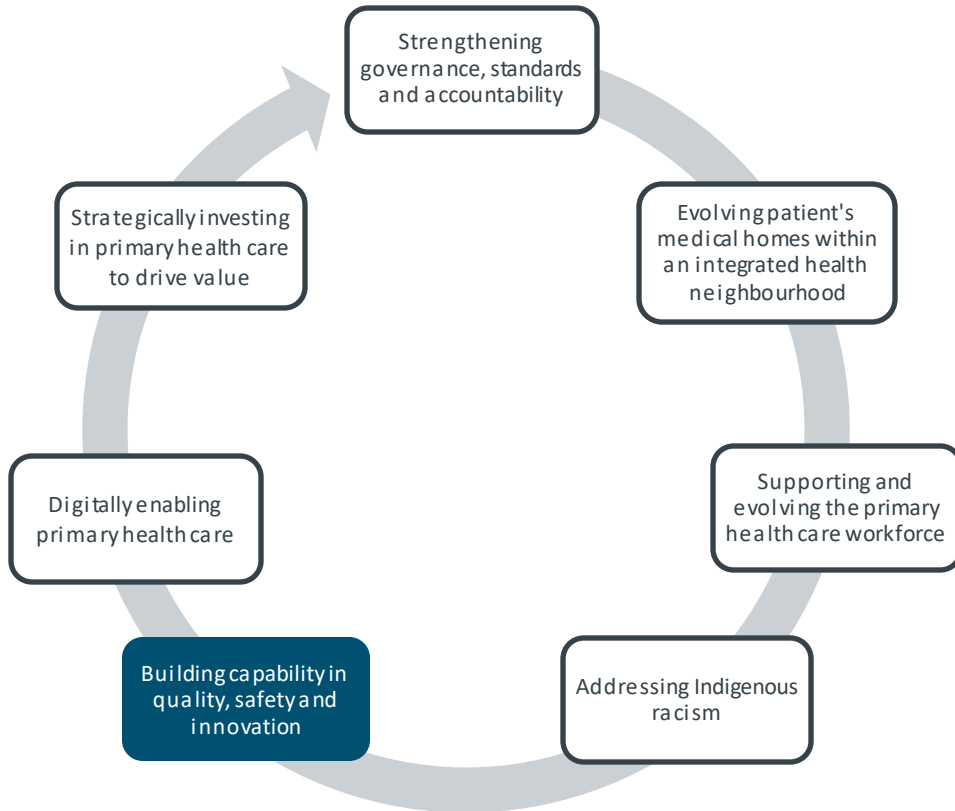 Strengthening
governance, standards
and accountability
Evolving patient's
medical homes within
an integrated health
neighbourhood
Supporting and
evolving the primary
health care workforce
Addressing Indigenous
racism
Building capability in
quality, safety and
innovation
Digitally enabling
primary health care
Strategically investing
in primary health care
to drive value